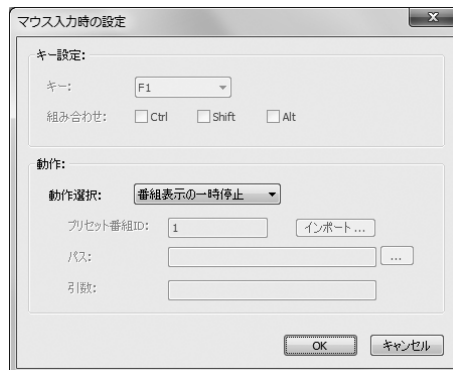 マウス入力時の設定
x
キー設定:
キー: F1
組み合わせ: Ctrl Shift Alt
動作:
動作選択: 番組表示の一時停止
プリセット番組ID: 1 インポート ...
パス: ...
引数:
OK キャンセル